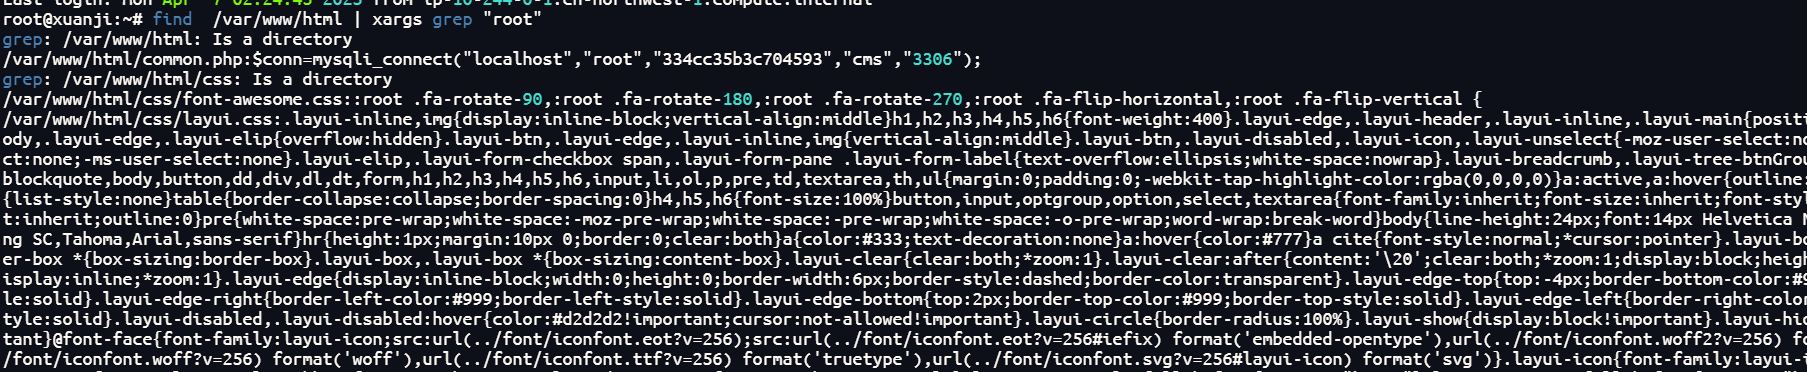 Last login: Mon Apr  7 02:24:45 2025 from ip-10-244-0-1.cn-northwest-1.compute.internal
root@xuanji:~# find  /var/www/html | xargs grep "root"
grep: /var/www/html: Is a directory
/var/www/html/common.php:$conn=mysqli_connect("localhost","root","334cc35b3c704593","cms","3306");
grep: /var/www/html/css: Is a directory
/var/www/html/css/font-awesome.css::root .fa-rotate-90,:root .fa-rotate-180,:root .fa-rotate-270,:root .fa-flip-horizontal,:root .fa-flip-vertical {
/var/www/html/css/layui.css:.layui-inline,img{display:inline-block;vertical-align:middle}h1,h2,h3,h4,h5,h6{font-weight:400}.layui-edge,.layui-header,.layui-inline,.layui-main{positi
ody,.layui-edge,.layui-elip{overflow:hidden}.layui-btn,.layui-edge,.layui-inline,img{vertical-align:middle}.layui-btn,.layui-disabled,.layui-icon,.layui-unselect{-moz-user-select:no
ct:none;-ms-user-select:none}.layui-elip,.layui-form-checkbox span,.layui-form-pane .layui-form-label{text-overflow:ellipsis;white-space:nowrap}.layui-breadcrumb,.layui-tree-btnGrou
blockquote,body,button,dd,div,dl,dt,form,h1,h2,h3,h4,h5,h6,input,li,ol,p,pre,td,textarea,th,ul{margin:0;padding:0;-webkit-tap-highlight-color:rgba(0,0,0,0)}a:active,a:hover{outline:
{list-style:none}table{border-collapse:collapse;border-spacing:0}h4,h5,h6{font-size:100%}button,input,optgroup,option,select,textarea{font-family:inherit;font-size:inherit;font-styl
t:inherit;outline:0}pre{white-space:pre-wrap;white-space:-moz-pre-wrap;white-space:-pre-wrap;white-space:-o-pre-wrap;word-wrap:break-word}body{line-height:24px;font:14px Helvetica N
ng SC,Tahoma,Arial,sans-serif}hr{height:1px;margin:10px 0;border:0;clear:both}a{color:#333;text-decoration:none}a:hover{color:#777}a cite{font-style:normal;*cursor:pointer}.layui-bo
er-box *{box-sizing:border-box}.layui-box,.layui-box *{box-sizing:content-box}.layui-clear{clear:both;*zoom:1}.layui-clear:after{content:'\20';clear:both;*zoom:1;display:block;heigh
isplay:inline;*zoom:1}.layui-edge{display:inline-block;width:0;height:0;border-width:6px;border-style:dashed;border-color:transparent}.layui-edge-top{top:-4px;border-bottom-color:#9
le:solid}.layui-edge-right{border-left-color:#999;border-left-style:solid}.layui-edge-bottom{top:2px;border-top-color:#999;border-top-style:solid}.layui-edge-left{border-right-color
tyle:solid}.layui-disabled,.layui-disabled:hover{color:#d2d2d2!important;cursor:not-allowed!important}.layui-circle{border-radius:100%}.layui-show{display:block!important}.layui-hid
tant}@font-face{font-family:layui-icon;src:url(../font/iconfont.eot?v=256);src:url(../font/iconfont.eot?v=256#iefix) format('embedded-opentype'),url(../font/iconfont.woff2?v=256) fo
/font/iconfont.woff?v=256) format('woff'),url(../font/iconfont.ttf?v=256) format('truetype'),url(../font/iconfont.svg?v=256#layui-icon) format('svg')}.layui-icon{font-family:layui-i